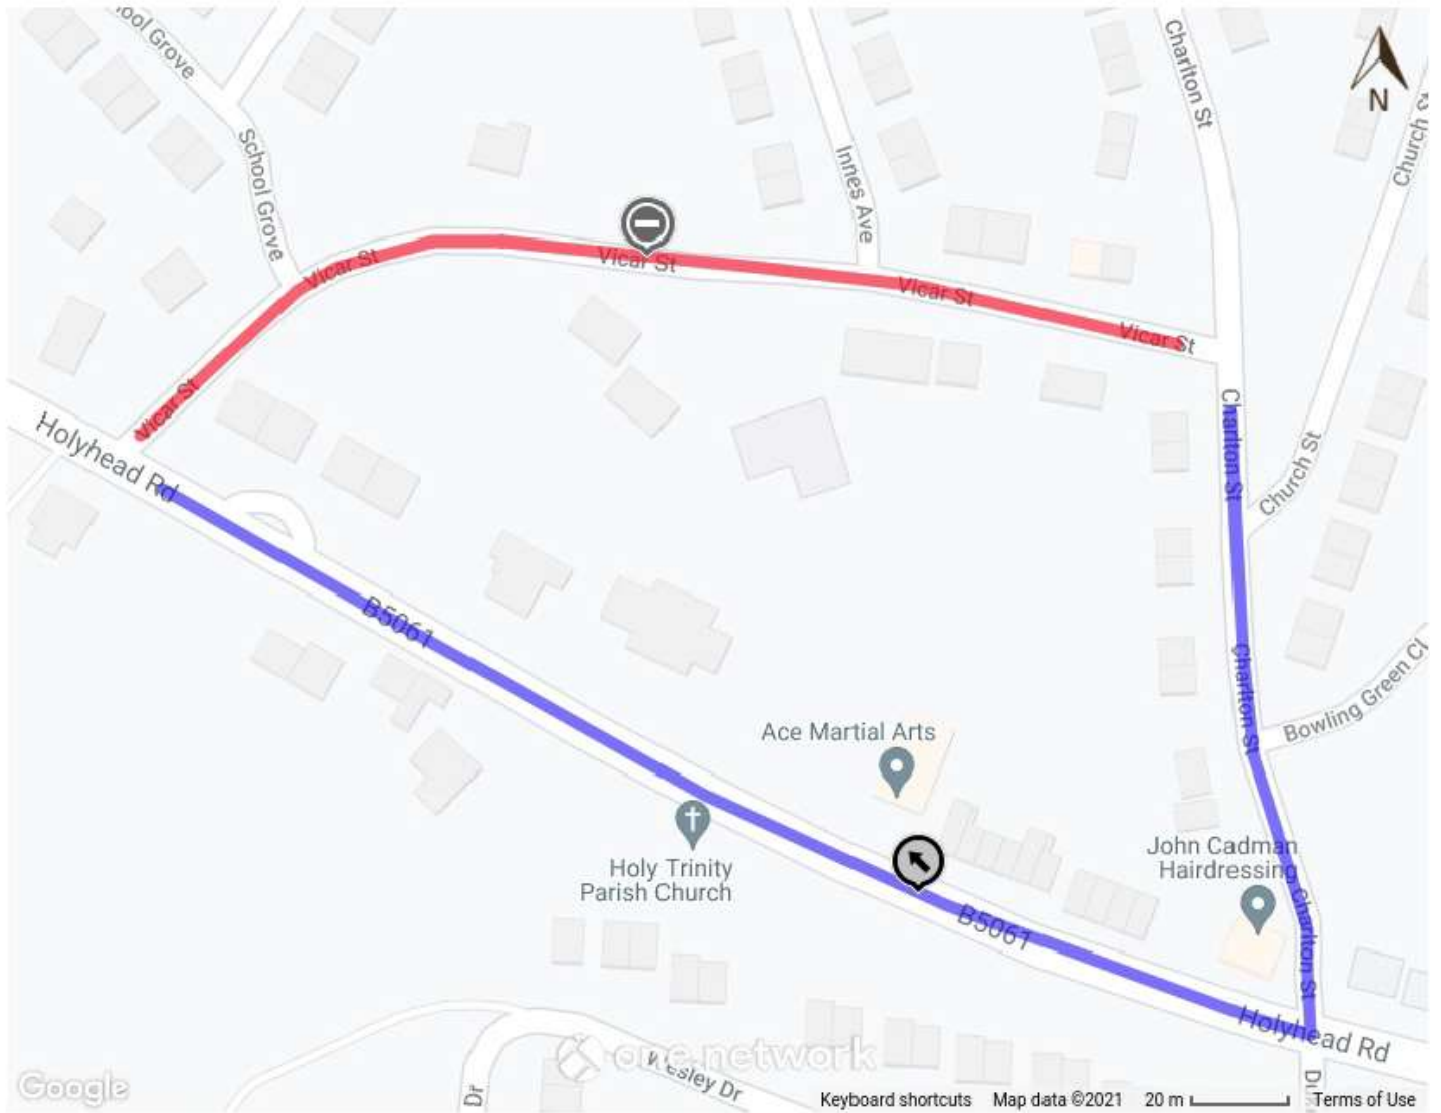 ool Grove
Charlton St
N
School Grove
Innes Ave
Church S
Vicar St
Vicar St
Vicar St
Vicar St
Vicar St
Holyhead Rd
Charlton St
Church St
B5061
Charlton St
Bowling Green Cl
Ace Martial Arts
John Cadman
Hairdressing
Holy Trinity
Parish Church
B5061
Charlton St
Holyhead Rd
one.network
Wesley Dr
Dr
Google
Keyboard shortcuts Map data ©2021 20 m Terms of Use